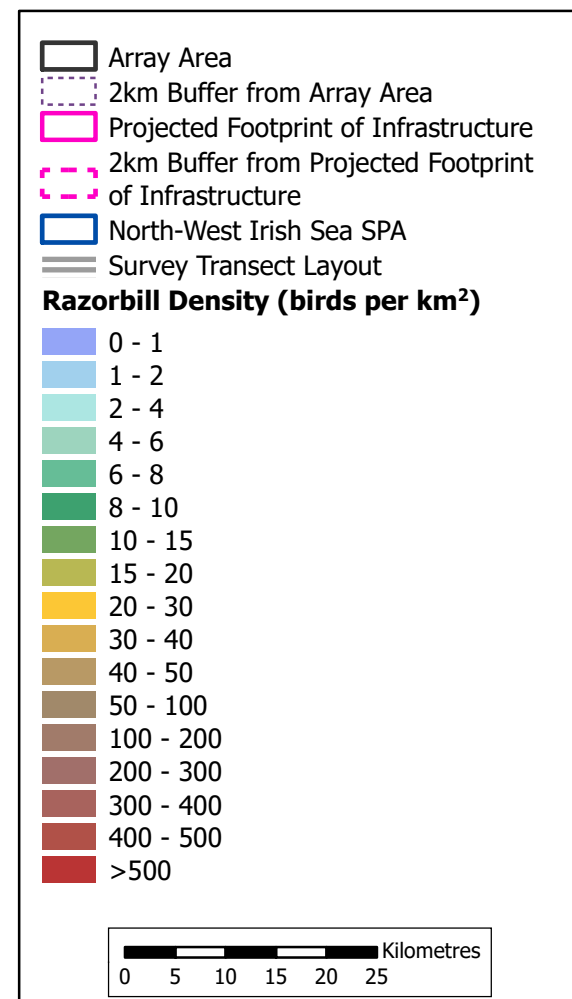 Array Area
2km Buffer from Array Area
Projected Footprint of Infrastructure
2km Buffer from Projected Footprint
of Infrastructure
North-West Irish Sea SPA
Survey Transect Layout
Razorbill Density (birds per km²)
0 - 1
1 - 2
2 - 4
4 - 6
6 - 8
8 - 10
10 - 15
15 - 20
20 - 30
30 - 40
40 - 50
50 - 100
100 - 200
200 - 300
300 - 400
400 - 500
>500
Kilometres
0 5 10 15 20 25